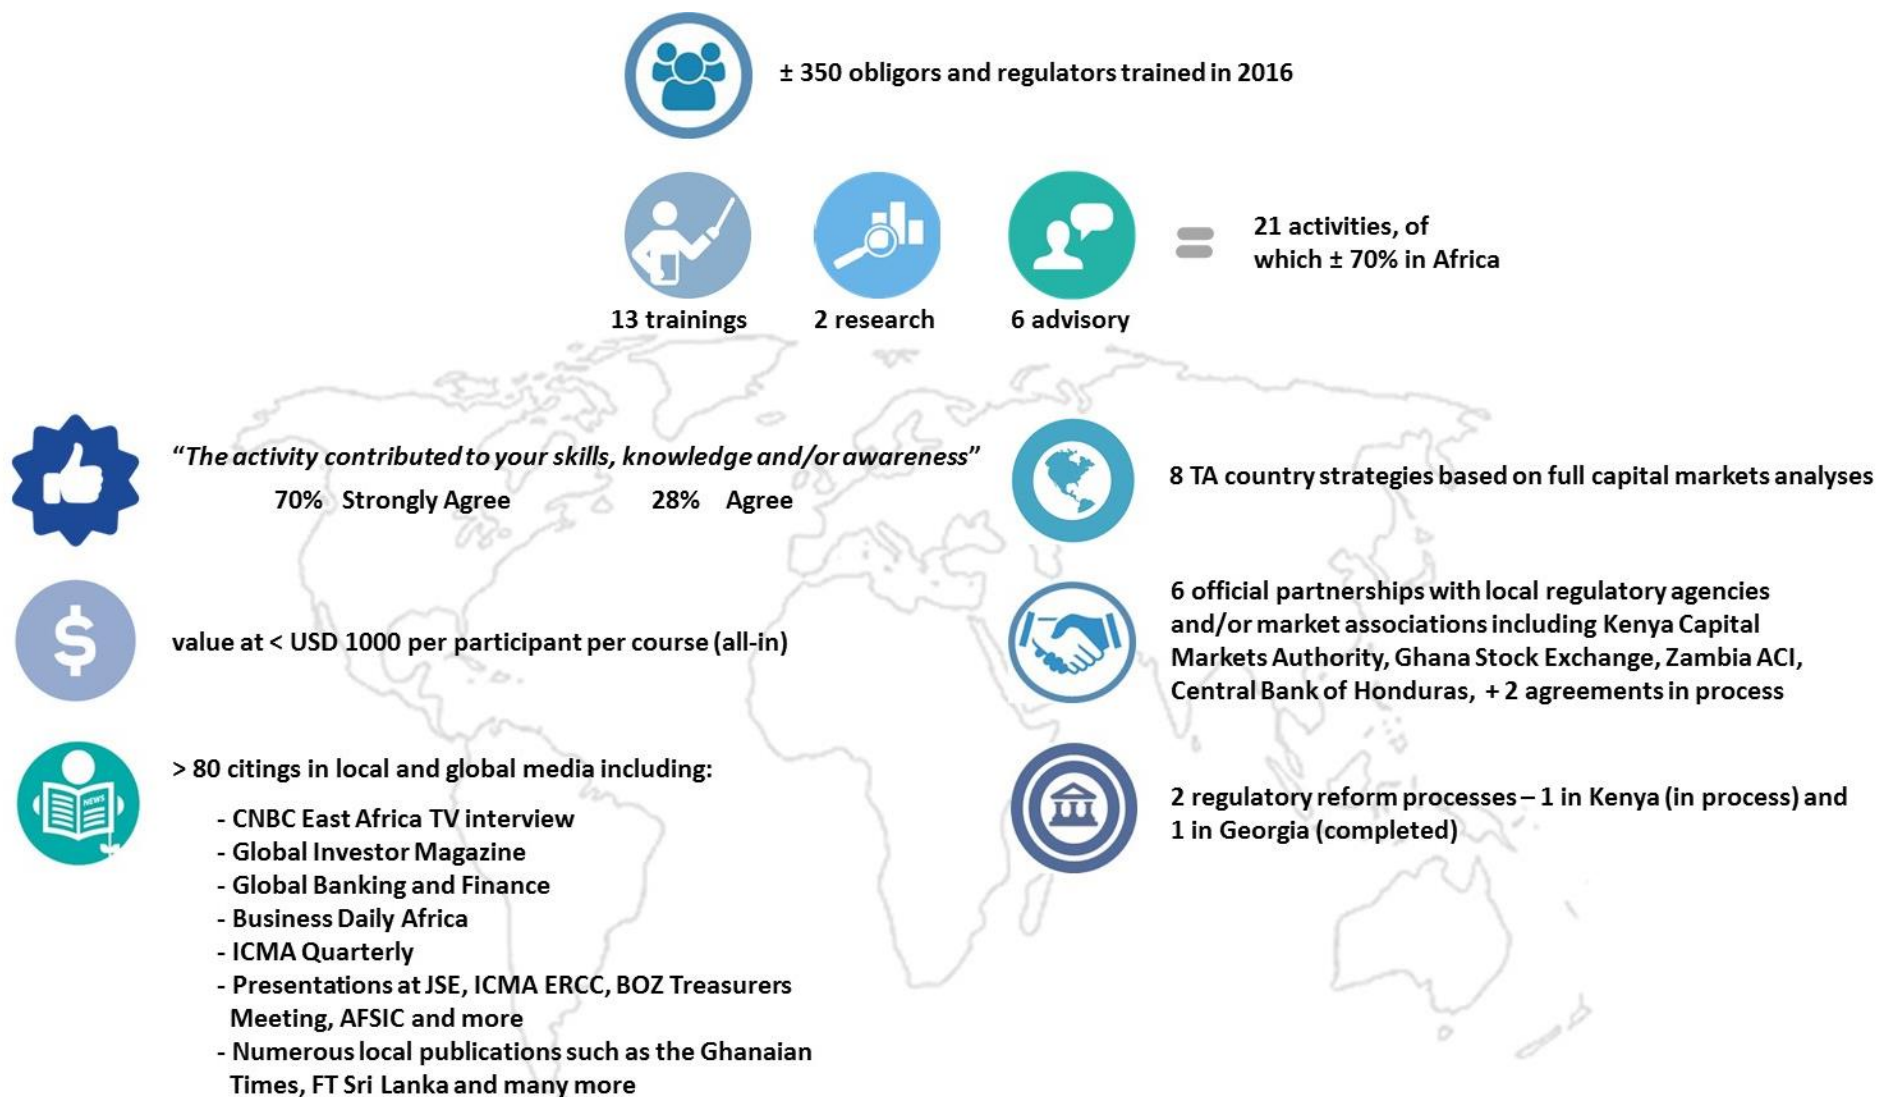 ± 350 obligors and regulators trained in 2016
13 trainings
2 research
6 advisory
21 activities, of
which ± 70% in Africa
“The activity contributed to your skills, knowledge and/or awareness”
70% Strongly Agree 28% Agree
value at < USD 1000 per participant per course (all-in)
NEWS
> 80 citings in local and global media including:
- CNBC East Africa TV interview
- Global Investor Magazine
- Global Banking and Finance
- Business Daily Africa
- ICMA Quarterly
- Presentations at JSE, ICMA ERCC, BOZ Treasurers
Meeting, AFSIC and more
- Numerous local publications such as the Ghanaian
Times, FT Sri Lanka and many more
8 TA country strategies based on full capital markets analyses
6 official partnerships with local regulatory agencies
and/or market associations including Kenya Capital
Markets Authority, Ghana Stock Exchange, Zambia ACI,
Central Bank of Honduras, + 2 agreements in process
2 regulatory reform processes – 1 in Kenya (in process) and
1 in Georgia (completed)